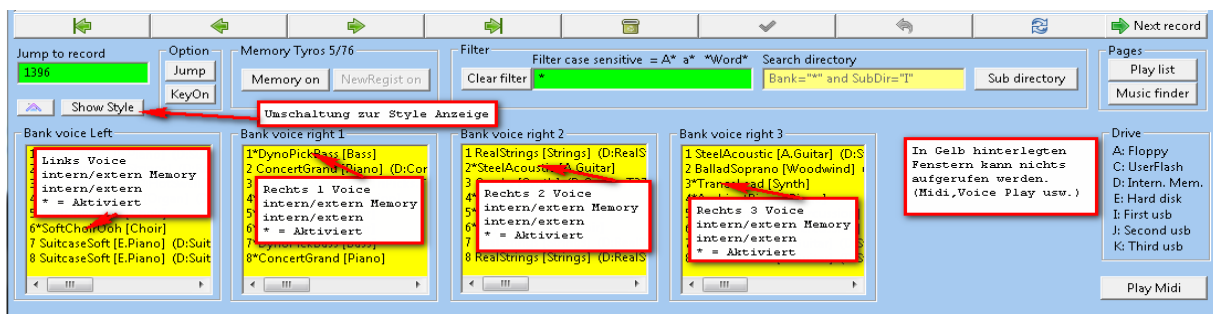 Next record
Jump to record
1396
Show Style
Option
Jump
KeyOn
Memory Tyros 5/76
Memory on
NewRegist on
Filter
Filter case sensitive = A* a* *Word*
Search directory
Clear filter
*
Bank="*" and SubDir="I"
Sub directory
Pages
Play list
Music finder
Umschaltung zur Style Anzeige
Bank voice Left
Links Voice
intern/extern Memory
intern/extern
* = Aktiviert
6*SoftChoirOoh [Choir]
7 SuitcaseSoft [E.Piano] (D:Suit
8 SuitcaseSoft [E.Piano] (D:Suit
Bank voice right 1
1*DynoPickBass [Bass]
2 ConcertGrand [Piano] (D:Cor
Rechts 1 Voice
intern/extern Memory
intern/extern
* = Aktiviert
7*DynoPickBass [Bass]
8*ConcertGrand [Piano]
Bank voice right 2
1 RealStrings [Strings] (D:RealS
2*SteelAcoustic [A.Guitar]
Rechts 2 Voice
intern/extern Memory
intern/extern
* = Aktiviert
8 RealStrings [Strings] (D:RealS
Bank voice right 3
1 SteelAcoustic [A.Guitar] (D:S
2 BalladSoprano [Woodwind]
[Synth]
Rechts 3 Voice
intern/extern Memory
intern/extern
* = Aktiviert
In Gelb hinterlegten
Fenstern kann nichts
aufgerufen werden.
(Midi,Voice Play usw.)
Drive
A: Floppy
C: UserFlash
D: Intern. Mem.
E: Hard disk
I: First usb
J: Second usb
K: Third usb
Play Midi